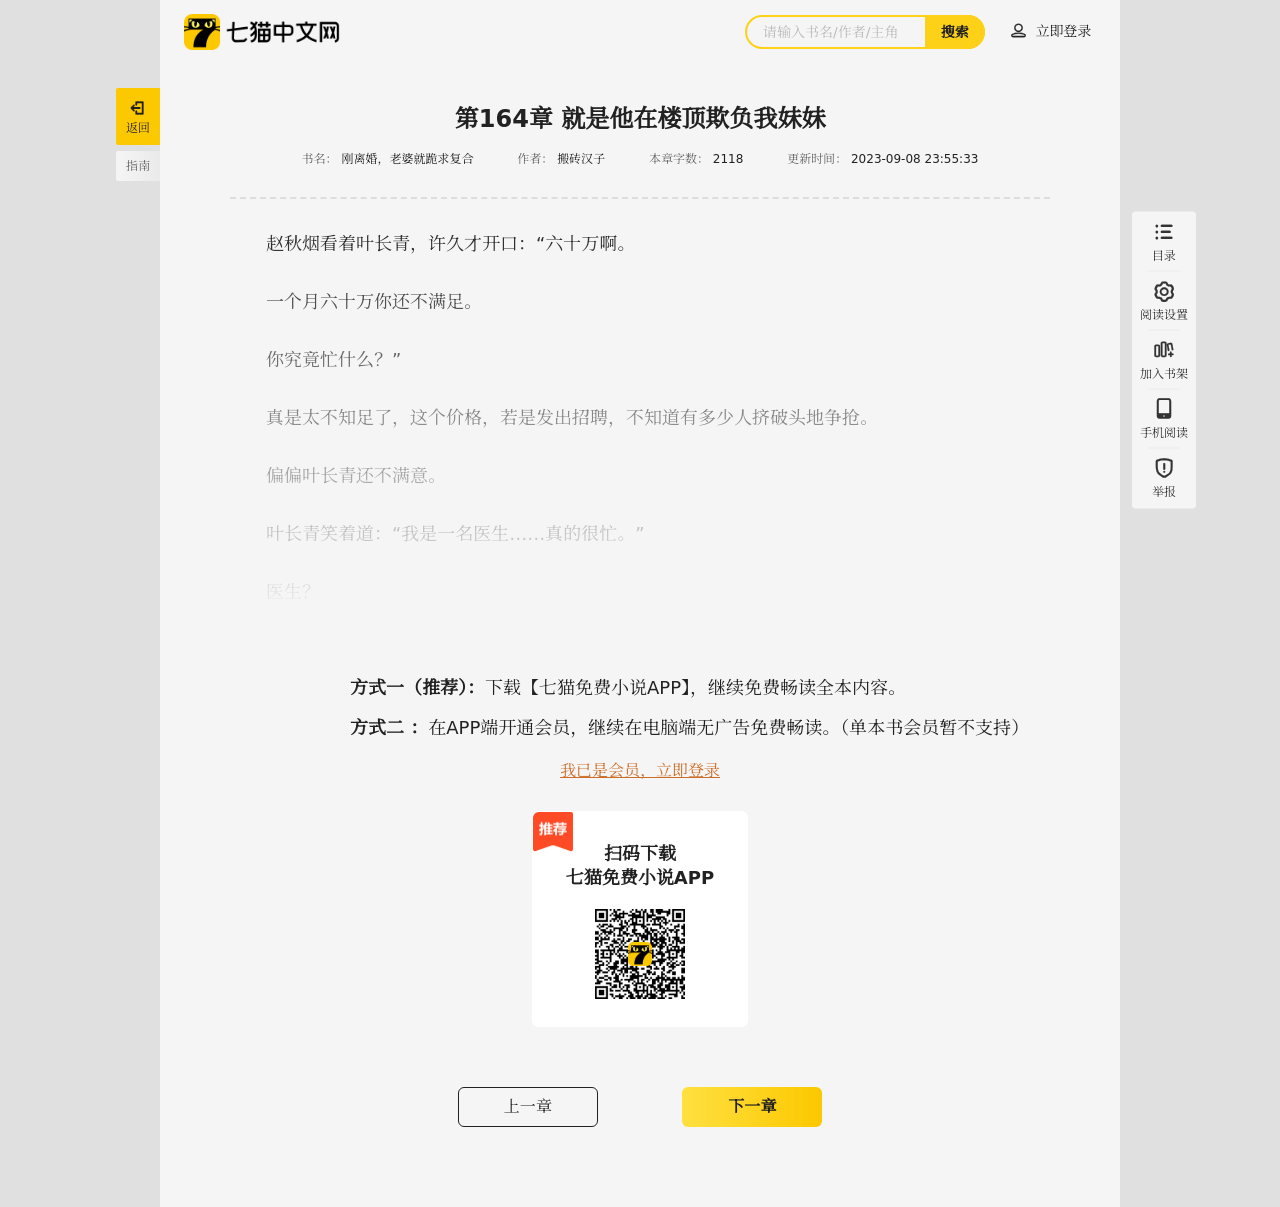 七猫中文网
请输入书名/作者/主角
搜索
立即登录
返回
指南
第164章 就是他在楼顶欺负我妹妹
书名： 刚离婚，老婆就跪求复合 作者： 搬砖汉子 本章字数： 2118 更新时间： 2023-09-08 23:55:33
赵秋烟看着叶长青，许久才开口：“六十万啊。
一个月六十万你还不满足。
你究竟忙什么？”
真是太不知足了，这个价格，若是发出招聘，不知道有多少人挤破头地争抢。
偏偏叶长青还不满意。
叶长青笑着道：“我是一名医生……真的很忙。”
医生？
目录
阅读设置
加入书架
手机阅读
举报
方式一（推荐）：下载【七猫免费小说APP】，继续免费畅读全本内容。
方式二 ：在APP端开通会员，继续在电脑端无广告免费畅读。（单本书会员暂不支持）
我已是会员，立即登录
推荐
扫码下载
七猫免费小说APP
上一章
下一章